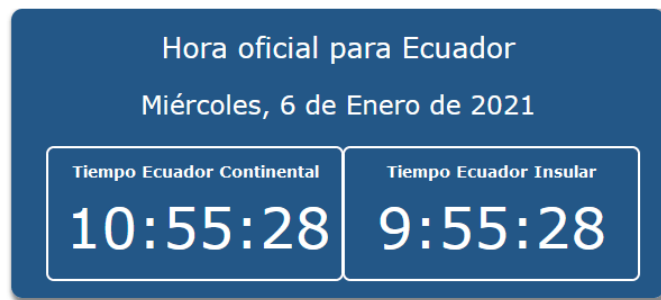 Hora oficial para Ecuador
Miércoles, 6 de Enero de 2021
Tiempo Ecuador Continental
10:55:28
Tiempo Ecuador Insular
9:55:28